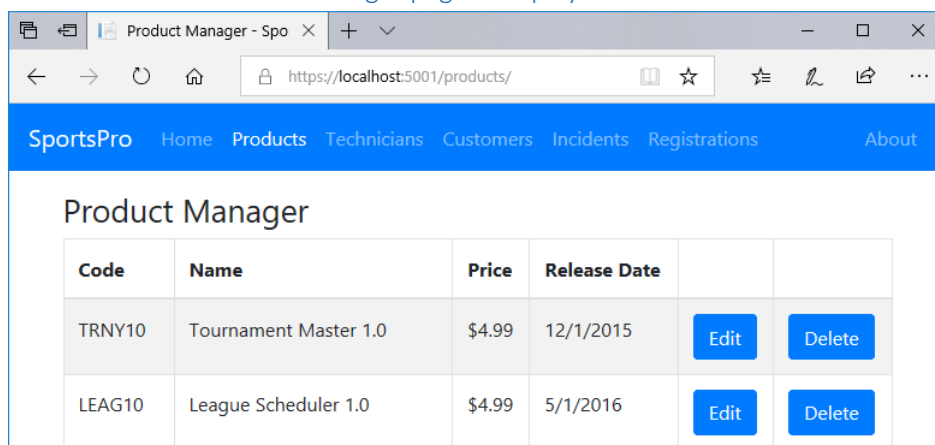 Product Manager - Spo
https://localhost:5001/products/
SportsPro Home Products Technicians Customers Incidents Registrations About
Product Manager
Code Name Price Release Date
TRNY10 Tournament Master 1.0 $4.99 12/1/2015 Edit Delete
LEAG10 League Scheduler 1.0 $4.99 5/1/2016 Edit Delete